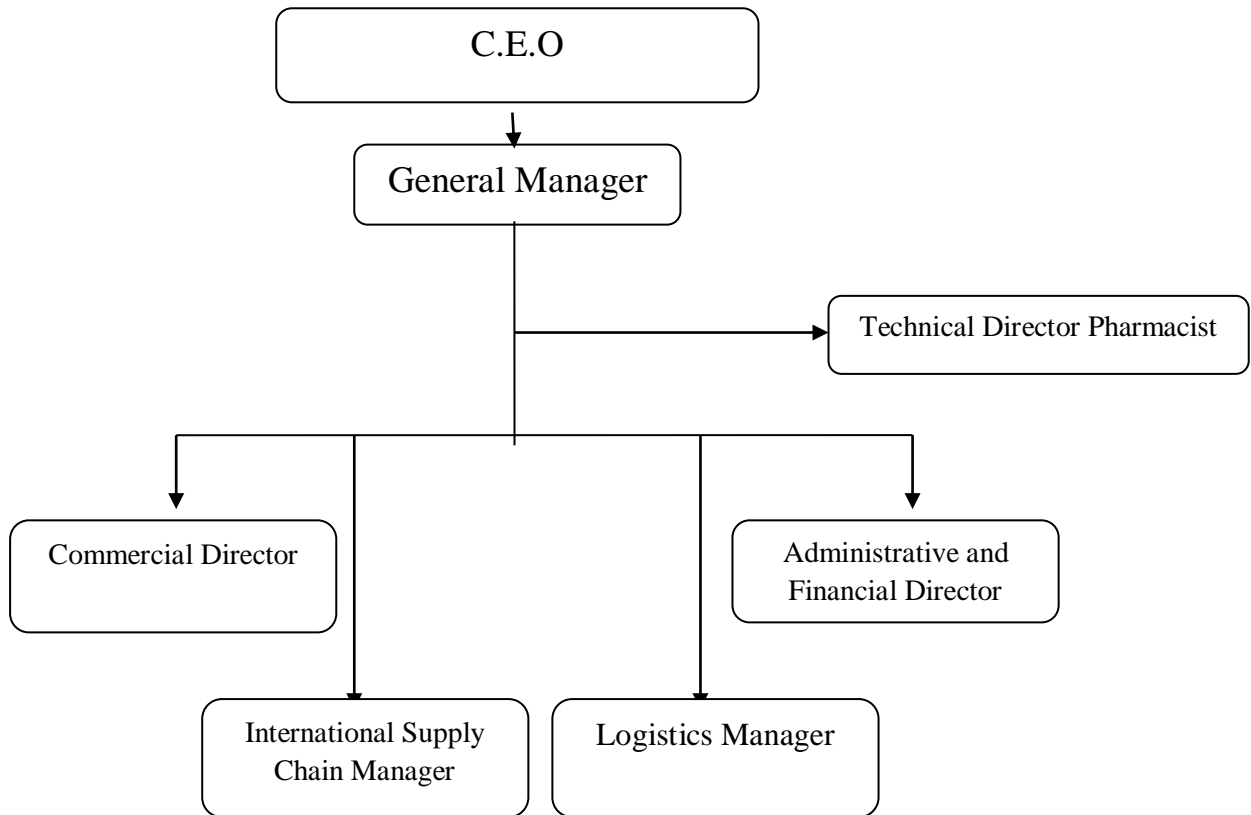 C.E.O
General Manager
Technical Director Pharmacist
Commercial Director
Administrative and
Financial Director
International Supply
Chain Manager
Logistics Manager